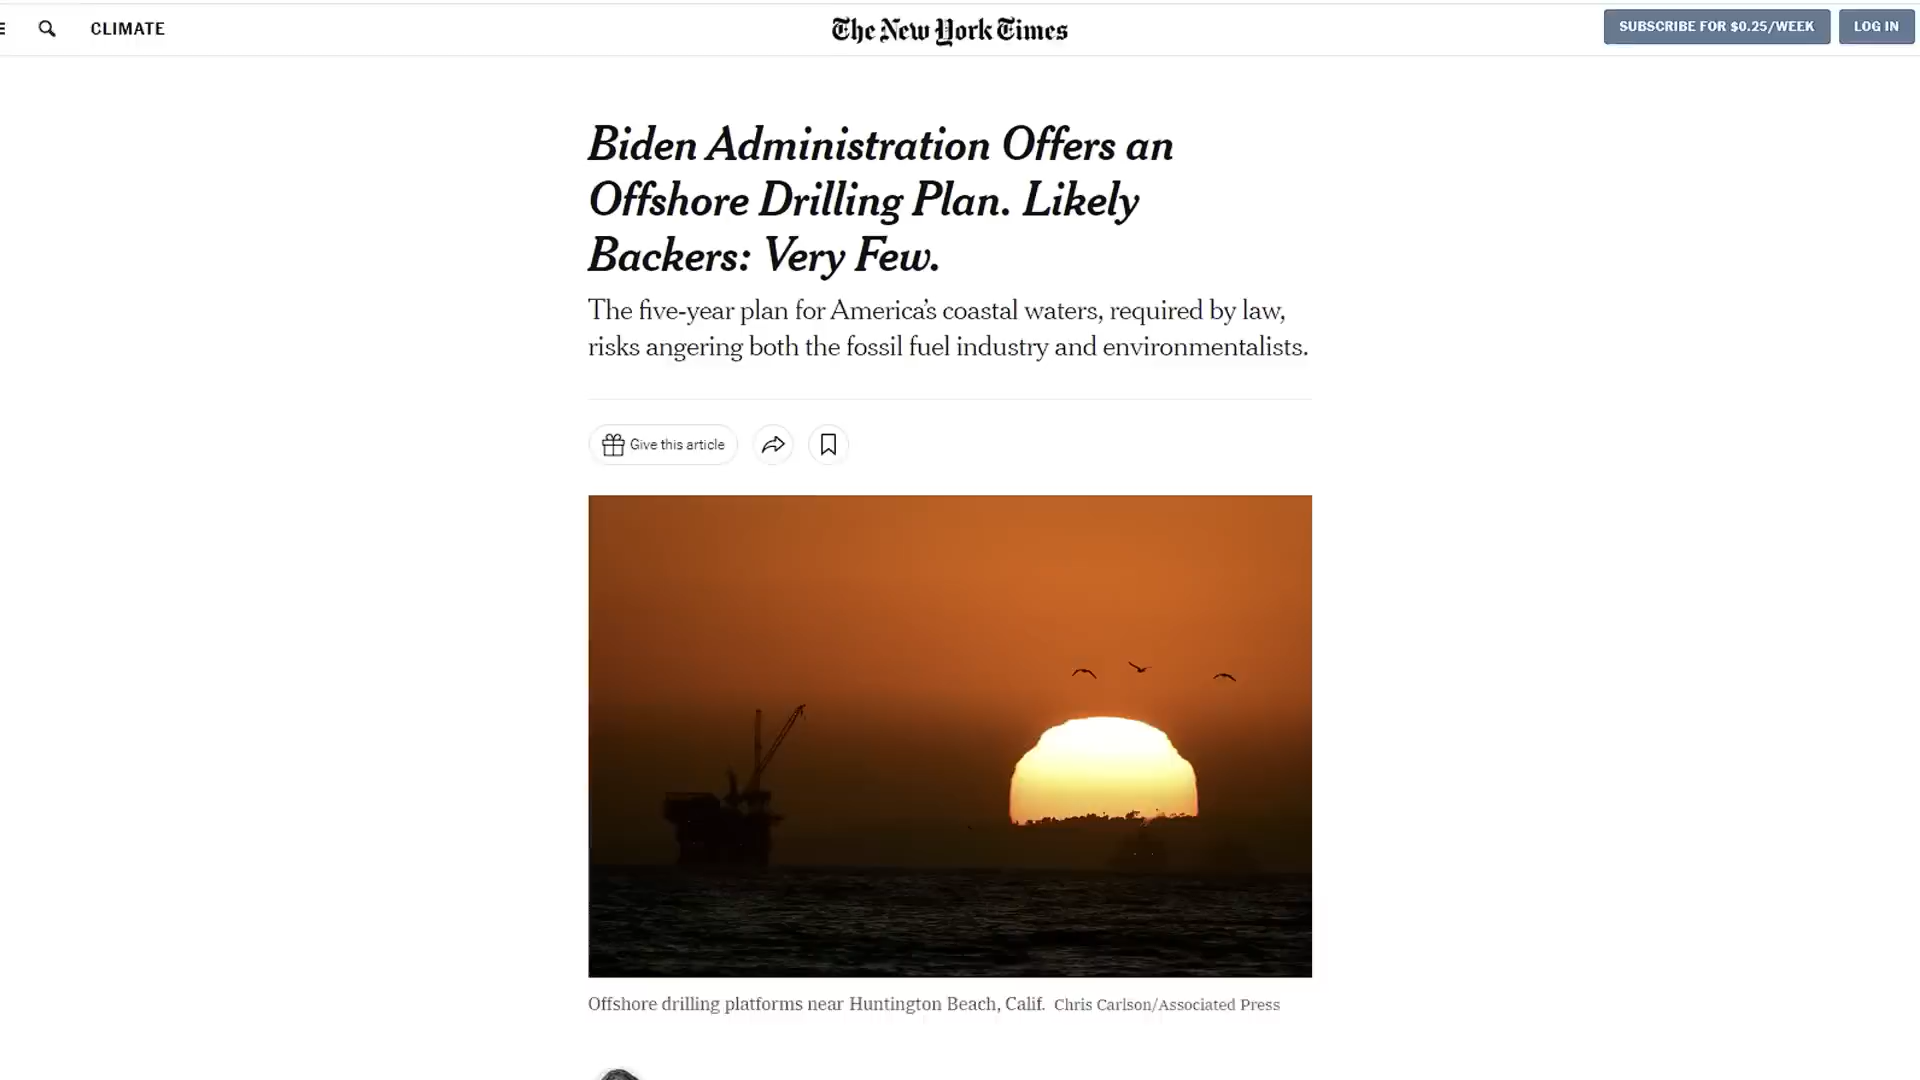 CLIMATE
The New York Times
SUBSCRIBE FOR $0.25/WEEK
LOG IN
Biden Administration Offers an
Offshore Drilling Plan. Likely
Backers: Very Few.
The five-year plan for America’s coastal waters, required by law,
risks angering both the fossil fuel industry and environmentalists.
Give this article
Offshore drilling platforms near Huntington Beach, Calif. Chris Carlson/Associated Press